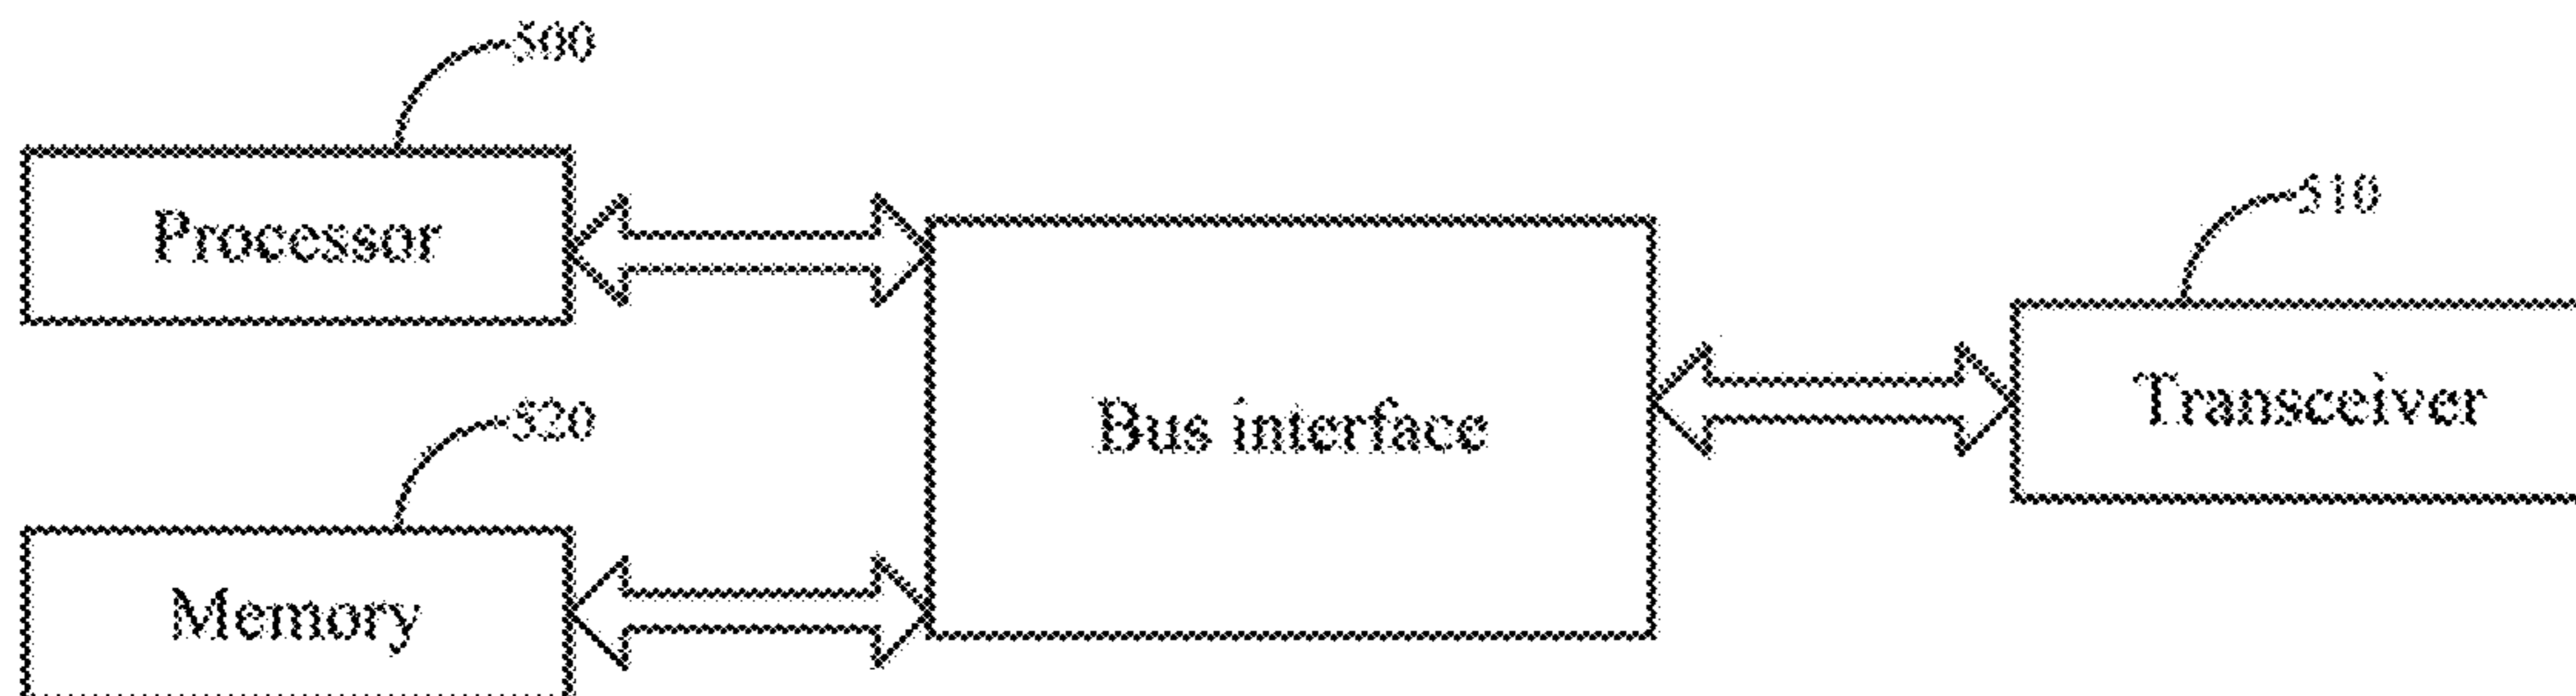 500
Processor
510
Transceiver
Bus interface
520
Memory